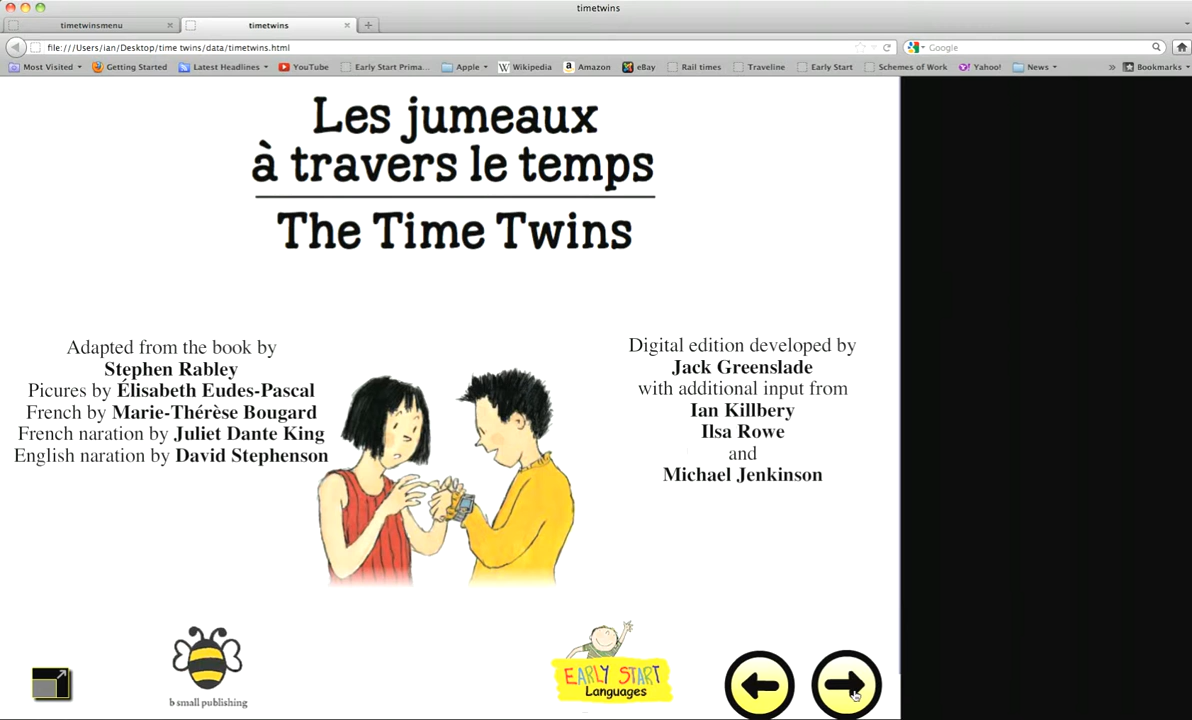 timetwins
timetwinsmenu
timetwins
file:///Users/ian/Desktop/time twins/data/timetwins.html
Google
Most Visited
Getting Started
Latest Headlines
YouTube
Early Start Prima...
Apple
Wikipedia
Amazon
eBay
Rail times
Traveline
Early Start
Schemes of Work
Yahoo!
News
Bookmarks
Les jumeaux
à travers le temps
The Time Twins
Adapted from the book by
Stephen Rabley
Picures by Élisabeth Eudes-Pascal
French by Marie-Thérèse Bougard
French naration by Juliet Dante King
English naration by David Stephenson
Digital edition developed by
Jack Greenslade
with additional input from
Ian Killbery
Ilsa Rowe
and
Michael Jenkinson
b small publishing
EARLY START
Languages